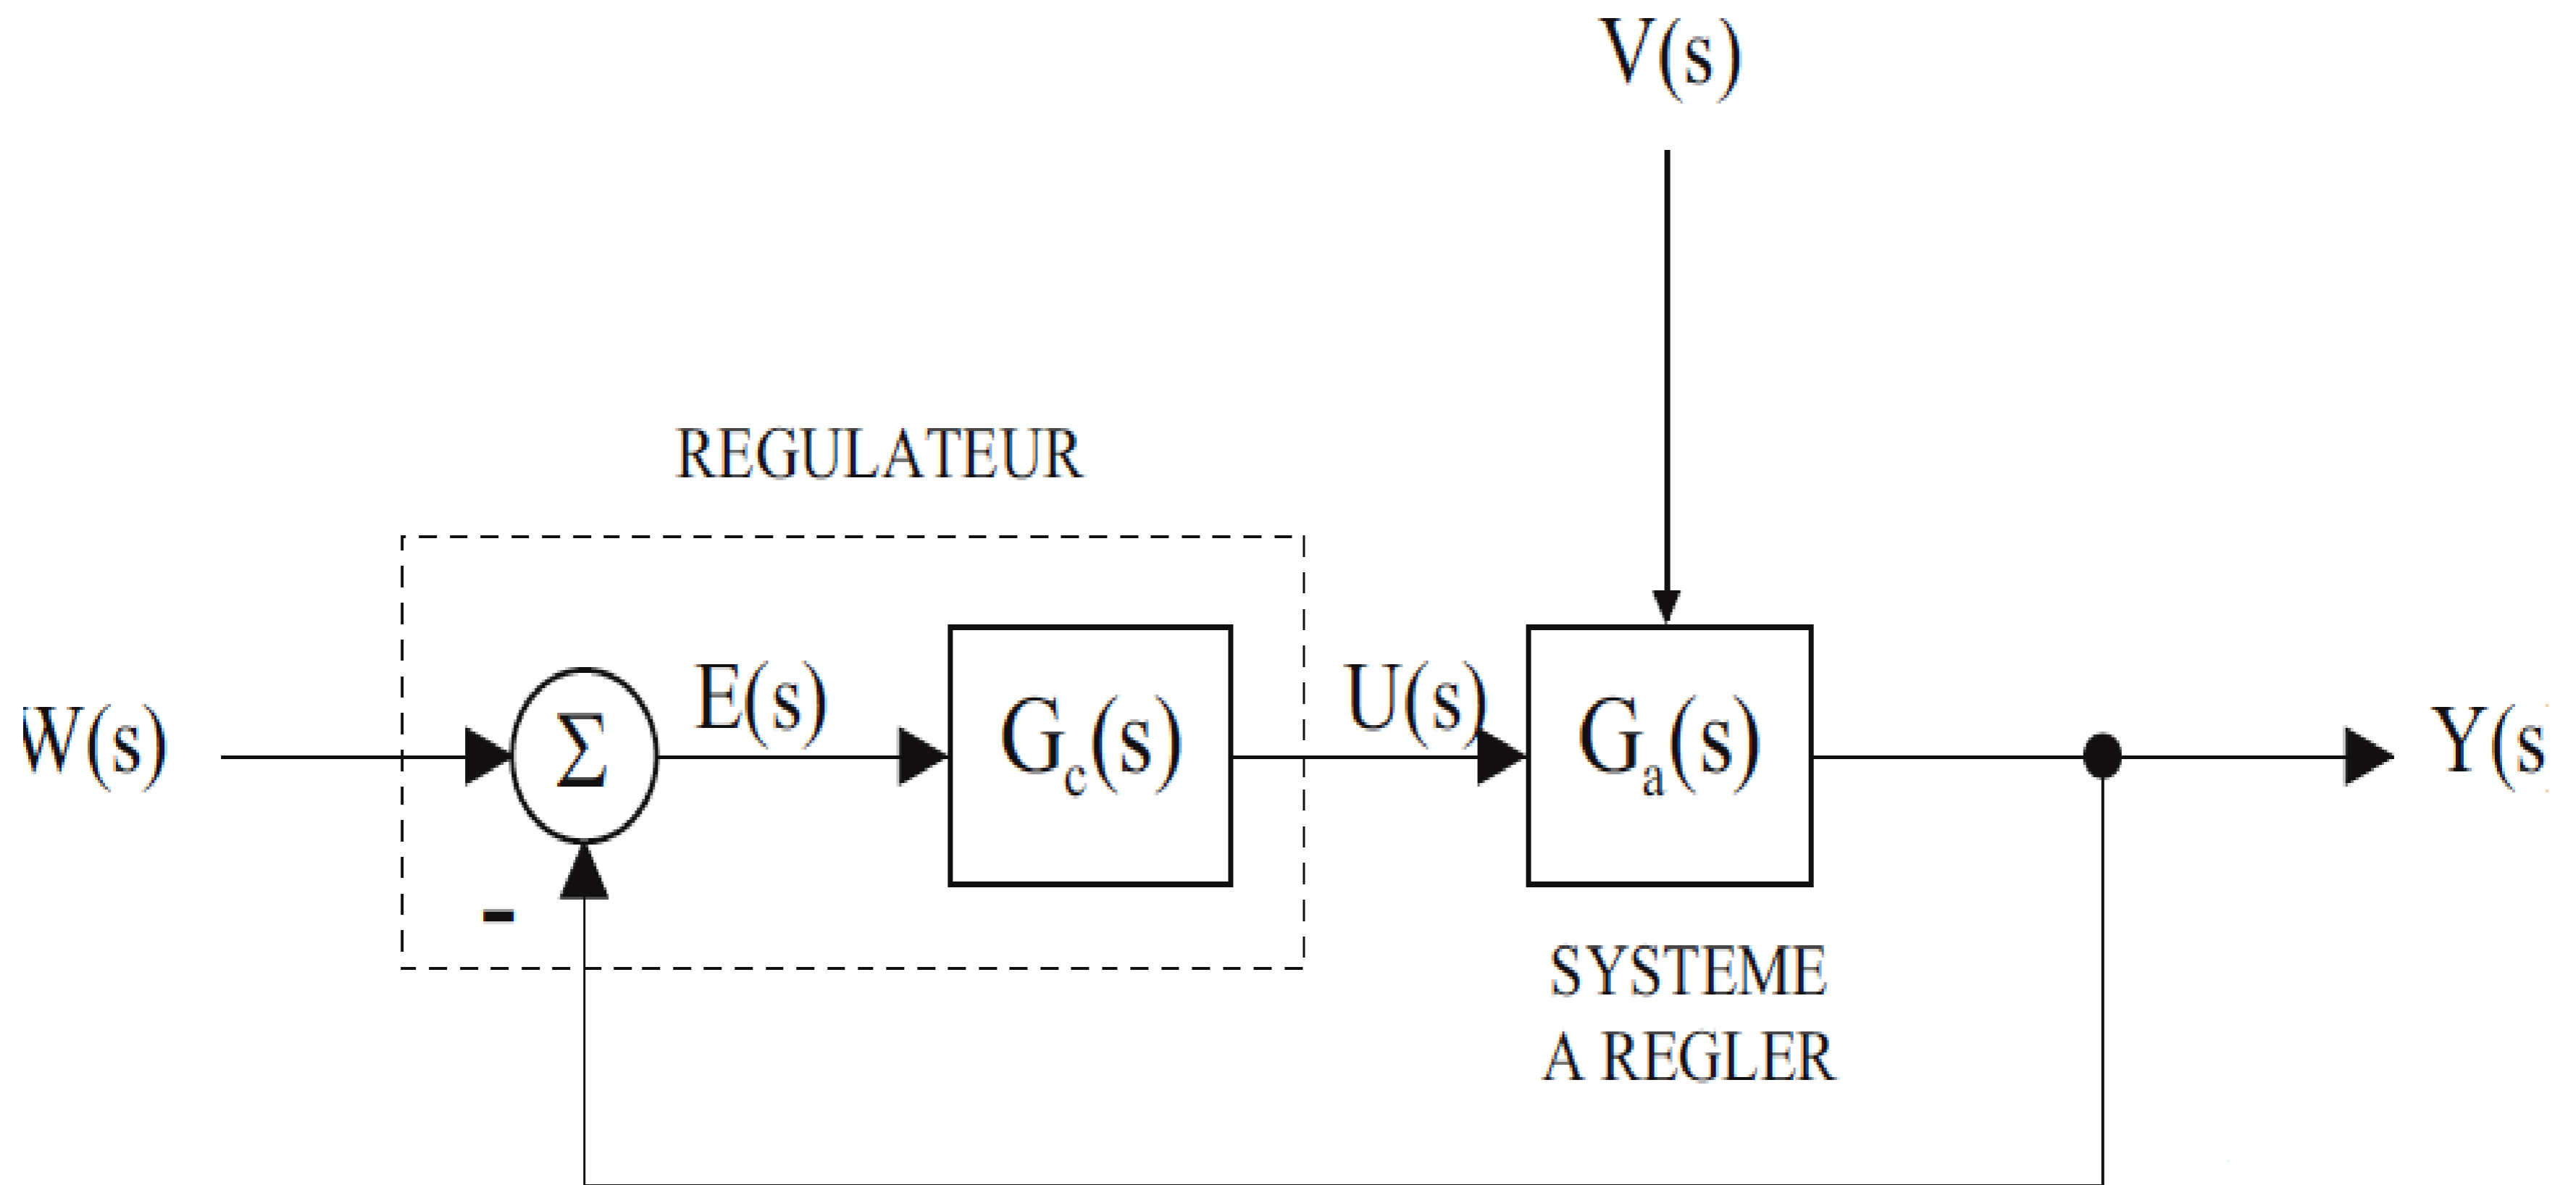 V(s)
REGULATEUR
W(s)
Σ
E(s)
Gc(s)
U(s)
Ga(s)
Y(s
-
SYSTEME
A REGLER